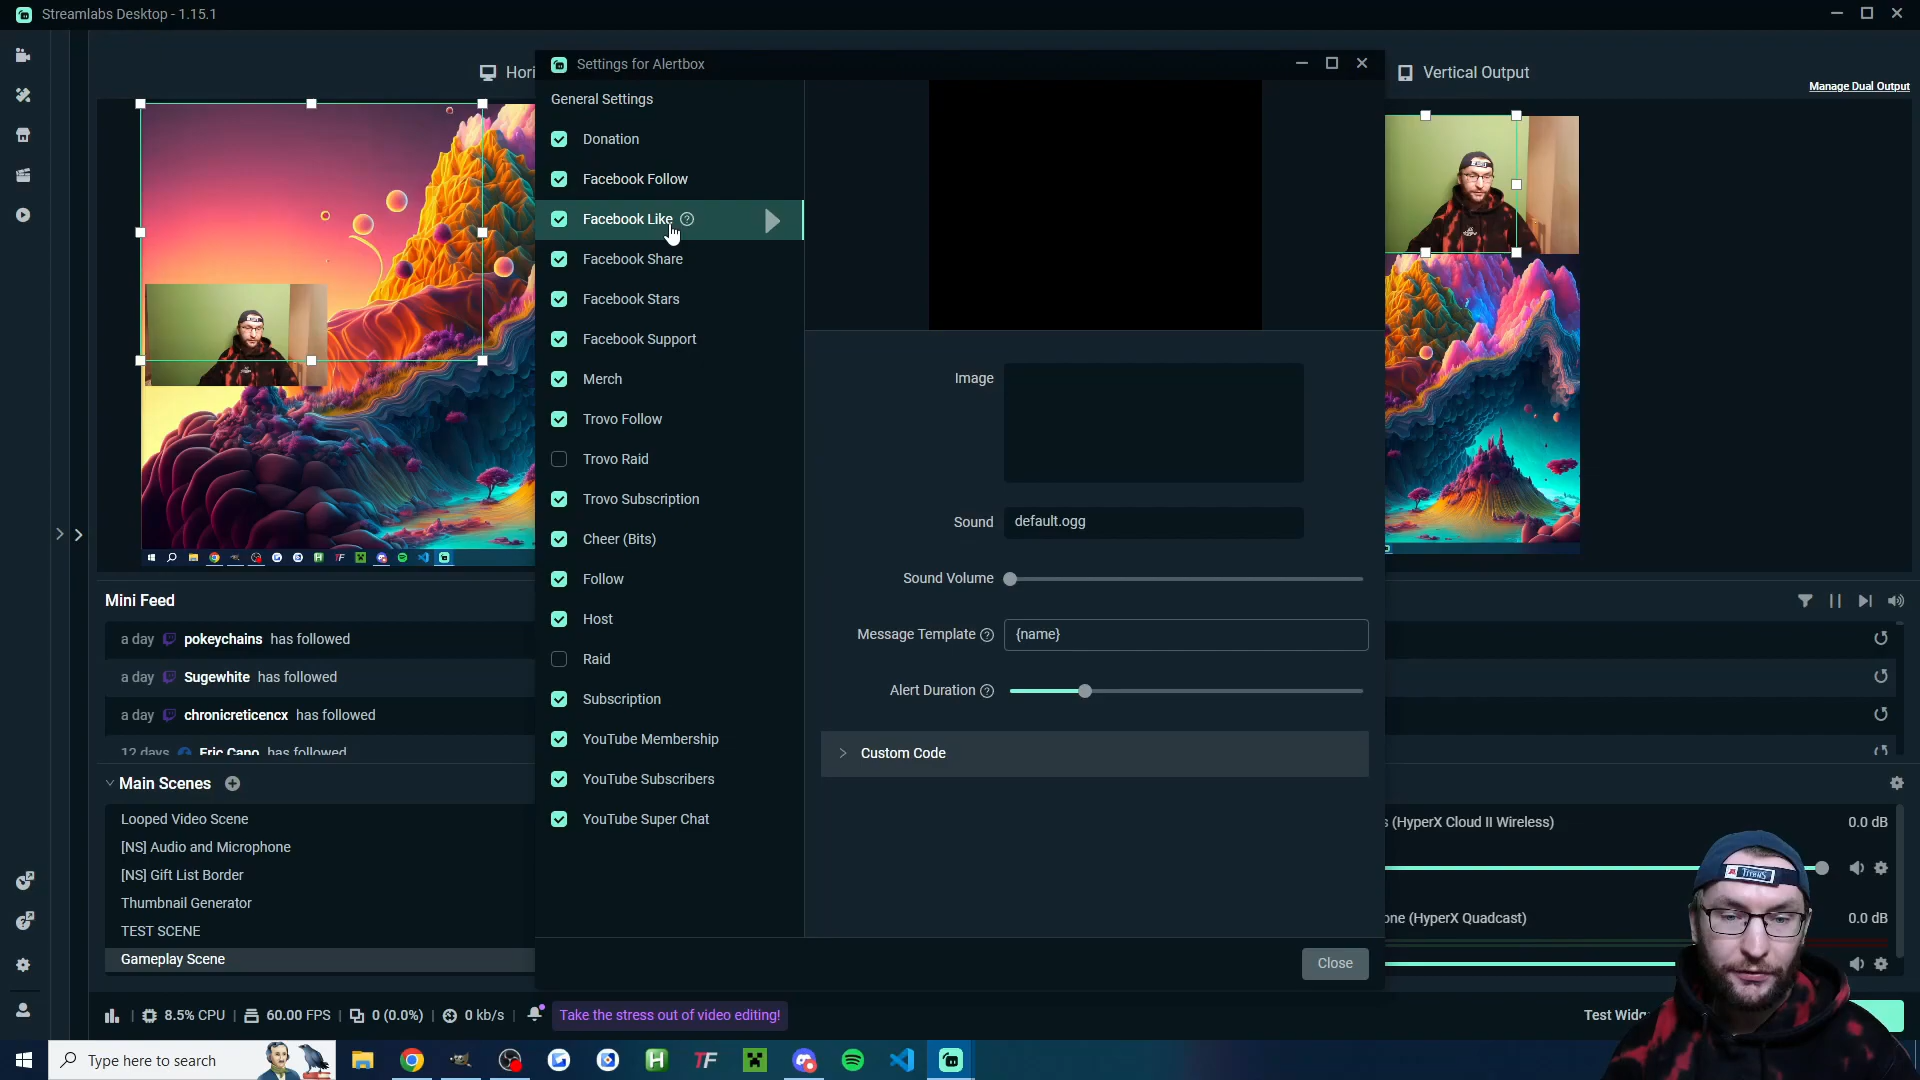 Streamlabs Desktop - 1.15.1
Hori
Vertical Output
Manage Dual Output
Settings for Alertbox
General Settings
Donation
Facebook Follow
Facebook Like
Facebook Share
Facebook Stars
Facebook Support
Merch
Trovo Follow
Trovo Raid
Trovo Subscription
Cheer (Bits)
Follow
Host
Raid
Subscription
YouTube Membership
YouTube Subscribers
YouTube Super Chat
Image
Sound default.ogg
Sound Volume
Message Template {name}
Alert Duration
Custom Code
Close
Mini Feed
a day pokeychains has followed
a day Sugewhite has followed
a day chronicreticencx has followed
12 days Eric Cano has followed
Main Scenes
Looped Video Scene
[NS] Audio and Microphone
[NS] Gift List Border
Thumbnail Generator
TEST SCENE
Gameplay Scene
s (HyperX Cloud II Wireless) 0.0 dB
one (HyperX Quadcast) 0.0 dB
8.5% CPU 60.00 FPS 0 (0.0%) 0 kb/s Take the stress out of video editing!
Test Widg
Type here to search